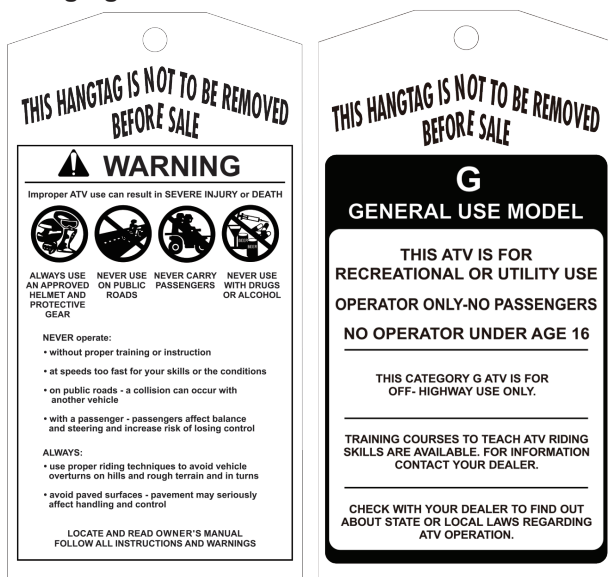 THIS HANGTAG IS NOT TO BE REMOVED
BEFORE SALE
WARNING
Improper ATV use can result in SEVERE INJURY or DEATH
ALWAYS USE
AN APPROVED
HELMET AND
PROTECTIVE
GEAR
NEVER USE
ON PUBLIC
ROADS
NEVER CARRY
PASSENGERS
NEVER USE
WITH DRUGS
OR ALCOHOL
NEVER operate:
• without proper training or instruction
• at speeds too fast for your skills or the conditions
• on public roads - a collision can occur with
another vehicle
• with a passenger - passengers affect balance
and steering and increase risk of losing control
ALWAYS:
• use proper riding techniques to avoid vehicle
overturns on hills and rough terrain and in turns
• avoid paved surfaces - pavement may seriously
affect handling and control
LOCATE AND READ OWNER'S MANUAL
FOLLOW ALL INSTRUCTIONS AND WARNINGS
THIS HANGTAG IS NOT TO BE REMOVED
BEFORE SALE
G
GENERAL USE MODEL
THIS ATV IS FOR
RECREATIONAL OR UTILITY USE
OPERATOR ONLY-NO PASSENGERS
NO OPERATOR UNDER AGE 16
THIS CATEGORY G ATV IS FOR
OFF- HIGHWAY USE ONLY.
TRAINING COURSES TO TEACH ATV RIDING
SKILLS ARE AVAILABLE. FOR INFORMATION
CONTACT YOUR DEALER.
CHECK WITH YOUR DEALER TO FIND OUT
ABOUT STATE OR LOCAL LAWS REGARDING
ATV OPERATION.